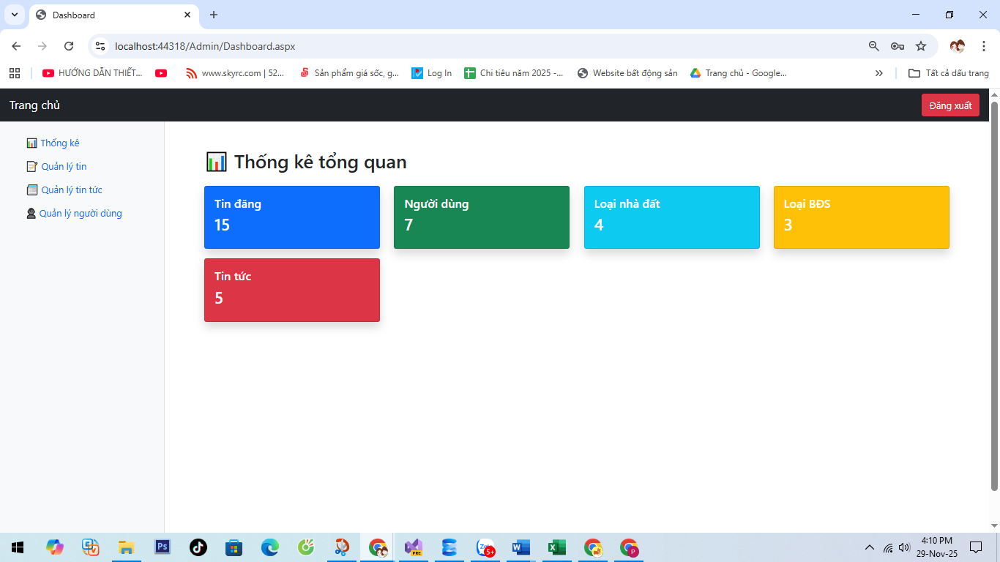 Dashboard
localhost:44318/Admin/Dashboard.aspx
HƯỚNG DẪN THIẾT...
www.skyrc.com | 52...
Sản phẩm giá sốc, g...
Log In
Chi tiêu năm 2025 -...
Website bất động sản
Trang chủ - Google...
Tất cả dấu trang
Trang chủ
Đăng xuất
Thống kê
Quản lý tin
Quản lý tin tức
Quản lý người dùng
Thống kê tổng quan
Tin đăng
15
Người dùng
7
Loại nhà đất
4
Loại BĐS
3
Tin tức
5
Ps
PRE
Zalo
5+
W
X
P
4:10 PM
29-Nov-25